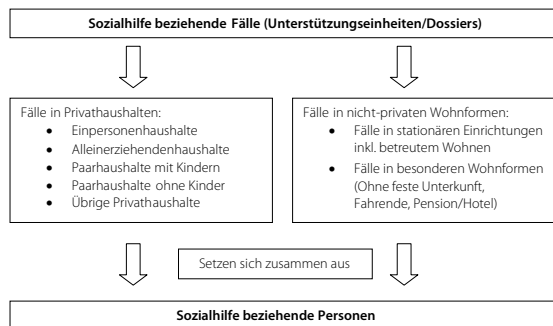 Sozialhilfe beziehende Fälle (Unterstützungseinheiten/Dossiers)
Fälle in Privathaushalten:
• Einpersonenhaushalte
• Alleinerziehendenhaushalte
• Paarhaushalte mit Kindern
• Paarhaushalte ohne Kinder
• Übrige Privathaushalte
Fälle in nicht-privaten Wohnformen:
• Fälle in stationären Einrichtungen
inkl. betreutem Wohnen
• Fälle in besonderen Wohnformen
(Ohne feste Unterkunft,
Fahrende, Pension/Hotel)
Setzen sich zusammen aus
Sozialhilfe beziehende Personen